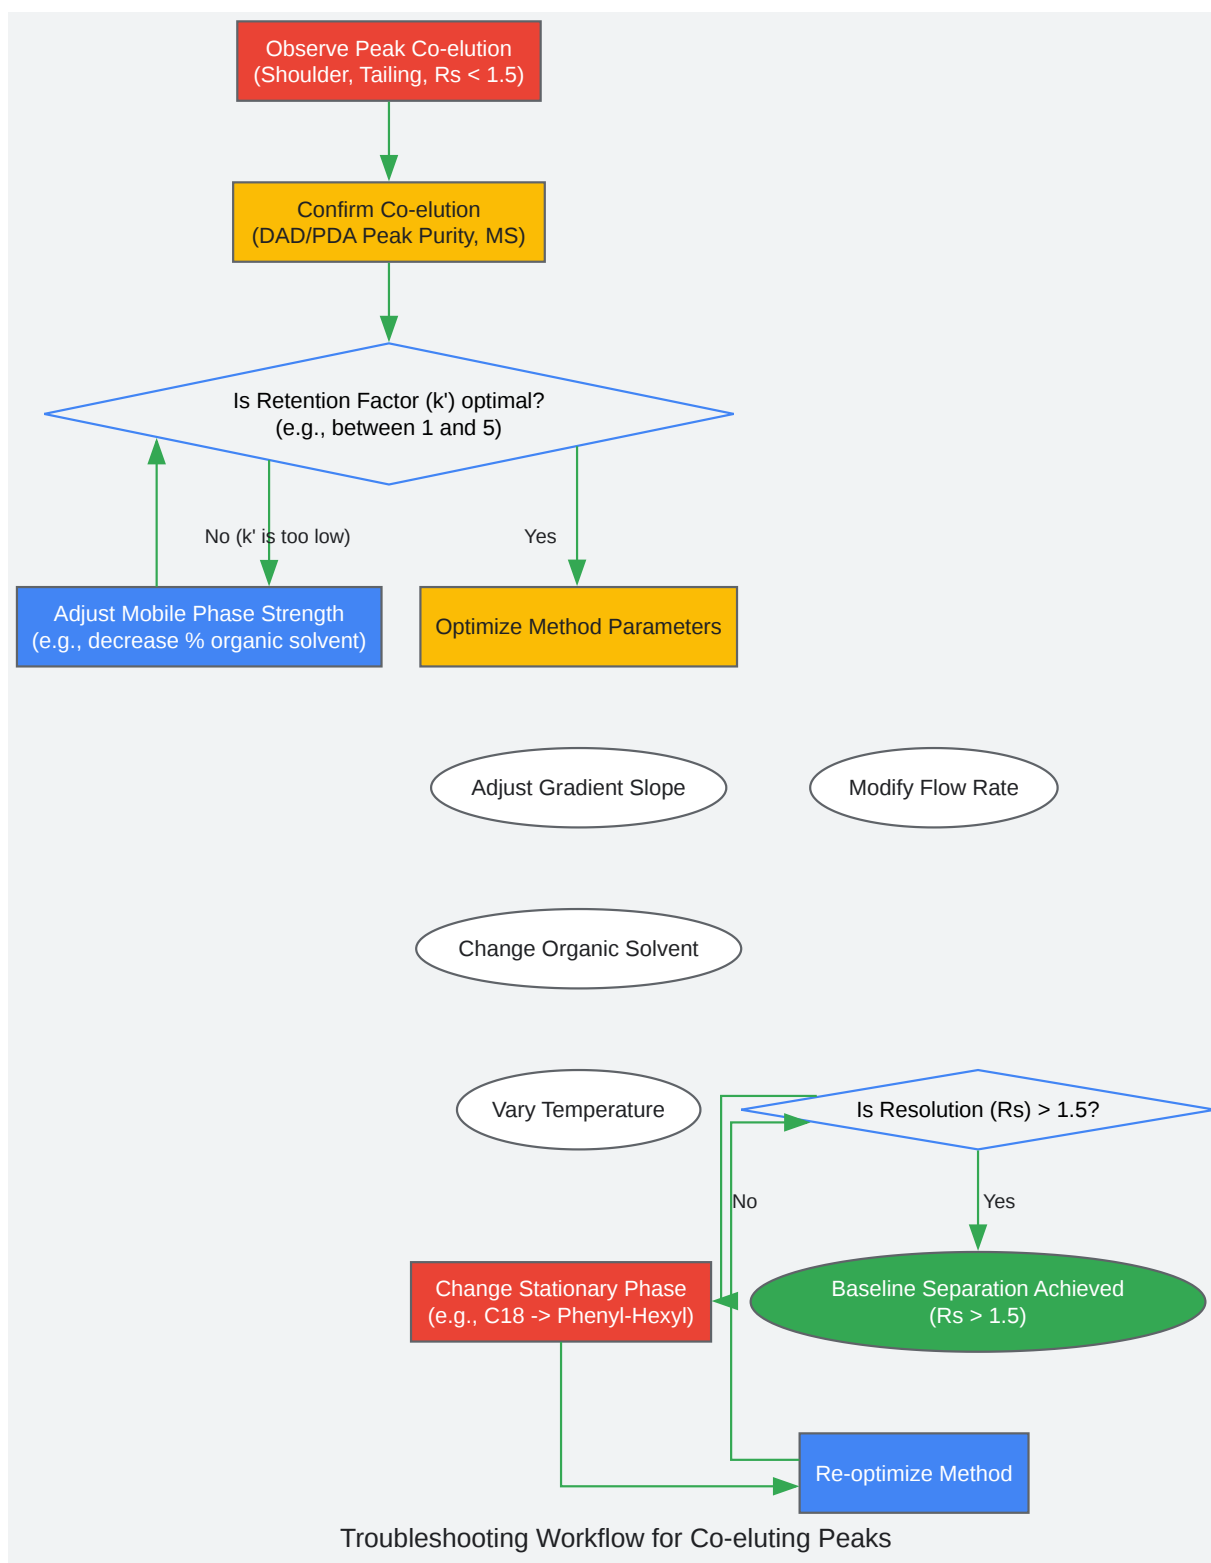 Observe Peak Co-elution
(Shoulder, Tailing, Rs < 1.5)
Confirm Co-elution
(DAD/PDA Peak Purity, MS)
Is Retention Factor (k') optimal?
(e.g., between 1 and 5)
No (k' is too low)
Yes
Adjust Mobile Phase Strength
(e.g., decrease % organic solvent)
Optimize Method Parameters
Adjust Gradient Slope
Modify Flow Rate
Change Organic Solvent
Vary Temperature
Is Resolution (Rs) > 1.5?
No
Yes
Change Stationary Phase
(e.g., C18 -> Phenyl-Hexyl)
Baseline Separation Achieved
(Rs > 1.5)
Re-optimize Method
Troubleshooting Workflow for Co-eluting Peaks